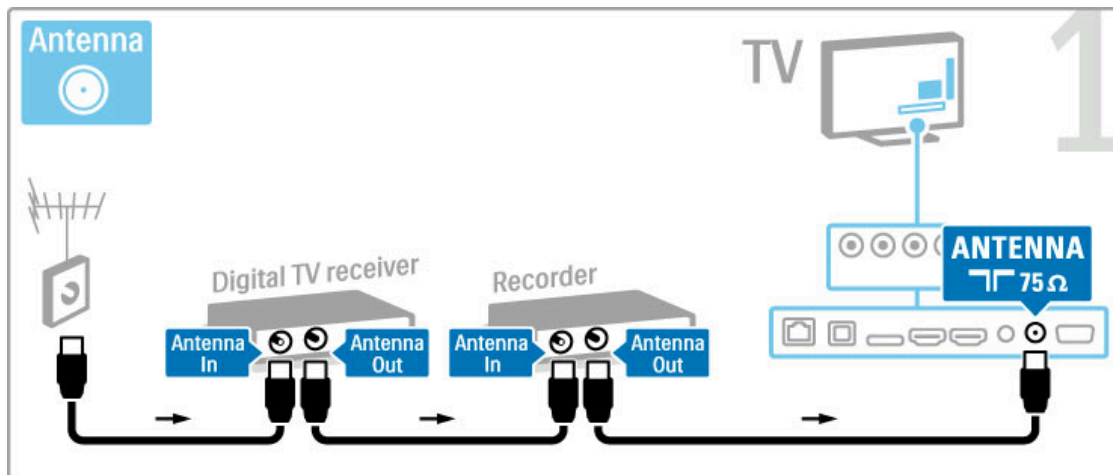 Antenna
TV
1
ANTENNA
75 Ω
Digital TV receiver
Recorder
Antenna
In
Antenna
Out
Antenna
In
Antenna
Out